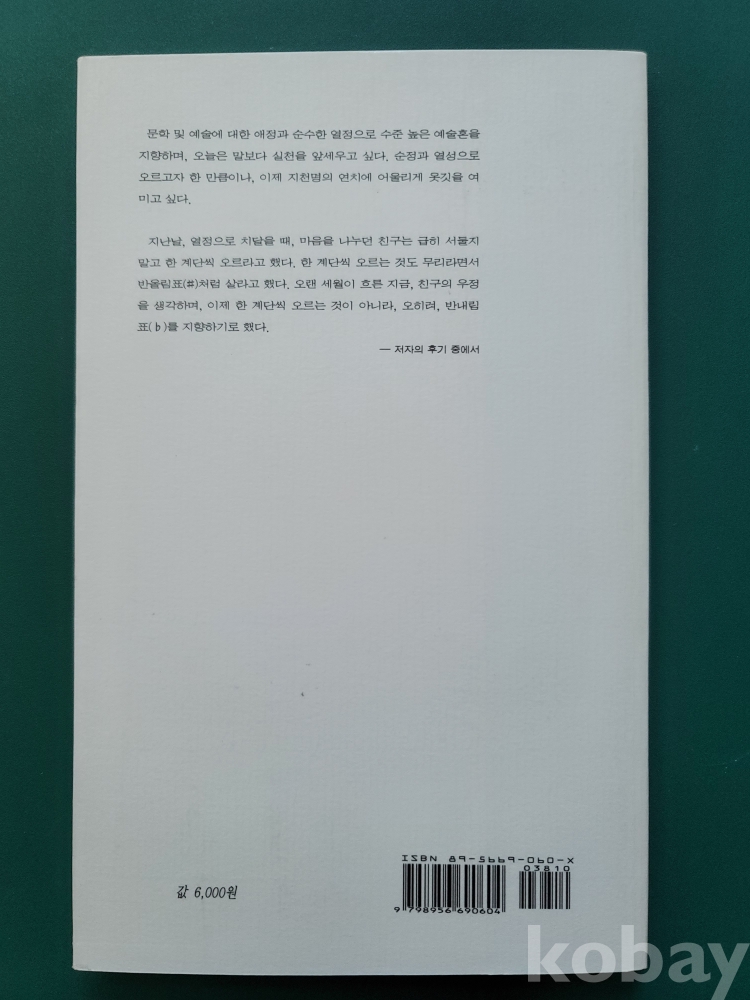 문학 및 예술에 대한 애정과 순수한 열정으로 수준 높은 예술혼을
지향하며, 오늘은 말보다 실천을 앞세우고 싶다. 순정과 열성으로
오르고자 한 만큼이나, 이제 지천명의 연치에 어울리게 옷깃을 여
미고 싶다.
지난날, 열정으로 치달을 때, 마음을 나누던 친구는 급히 서둘지
말고 한 계단씩 오르라고 했다. 한 계단씩 오르는 것도 무리라면서
반올림표(#)처럼 살라고 했다. 오랜 세월이 흐른 지금, 친구의 우정
을 생각하며, 이제 한 계단씩 오르는 것이 아니라, 오히려, 반내림
표(♭)를 지향하기로 했다.
— 저자의 후기 중에서
값 6,000원
ISBN 89-5669-060-X
03810
9 798956 690604
kobay